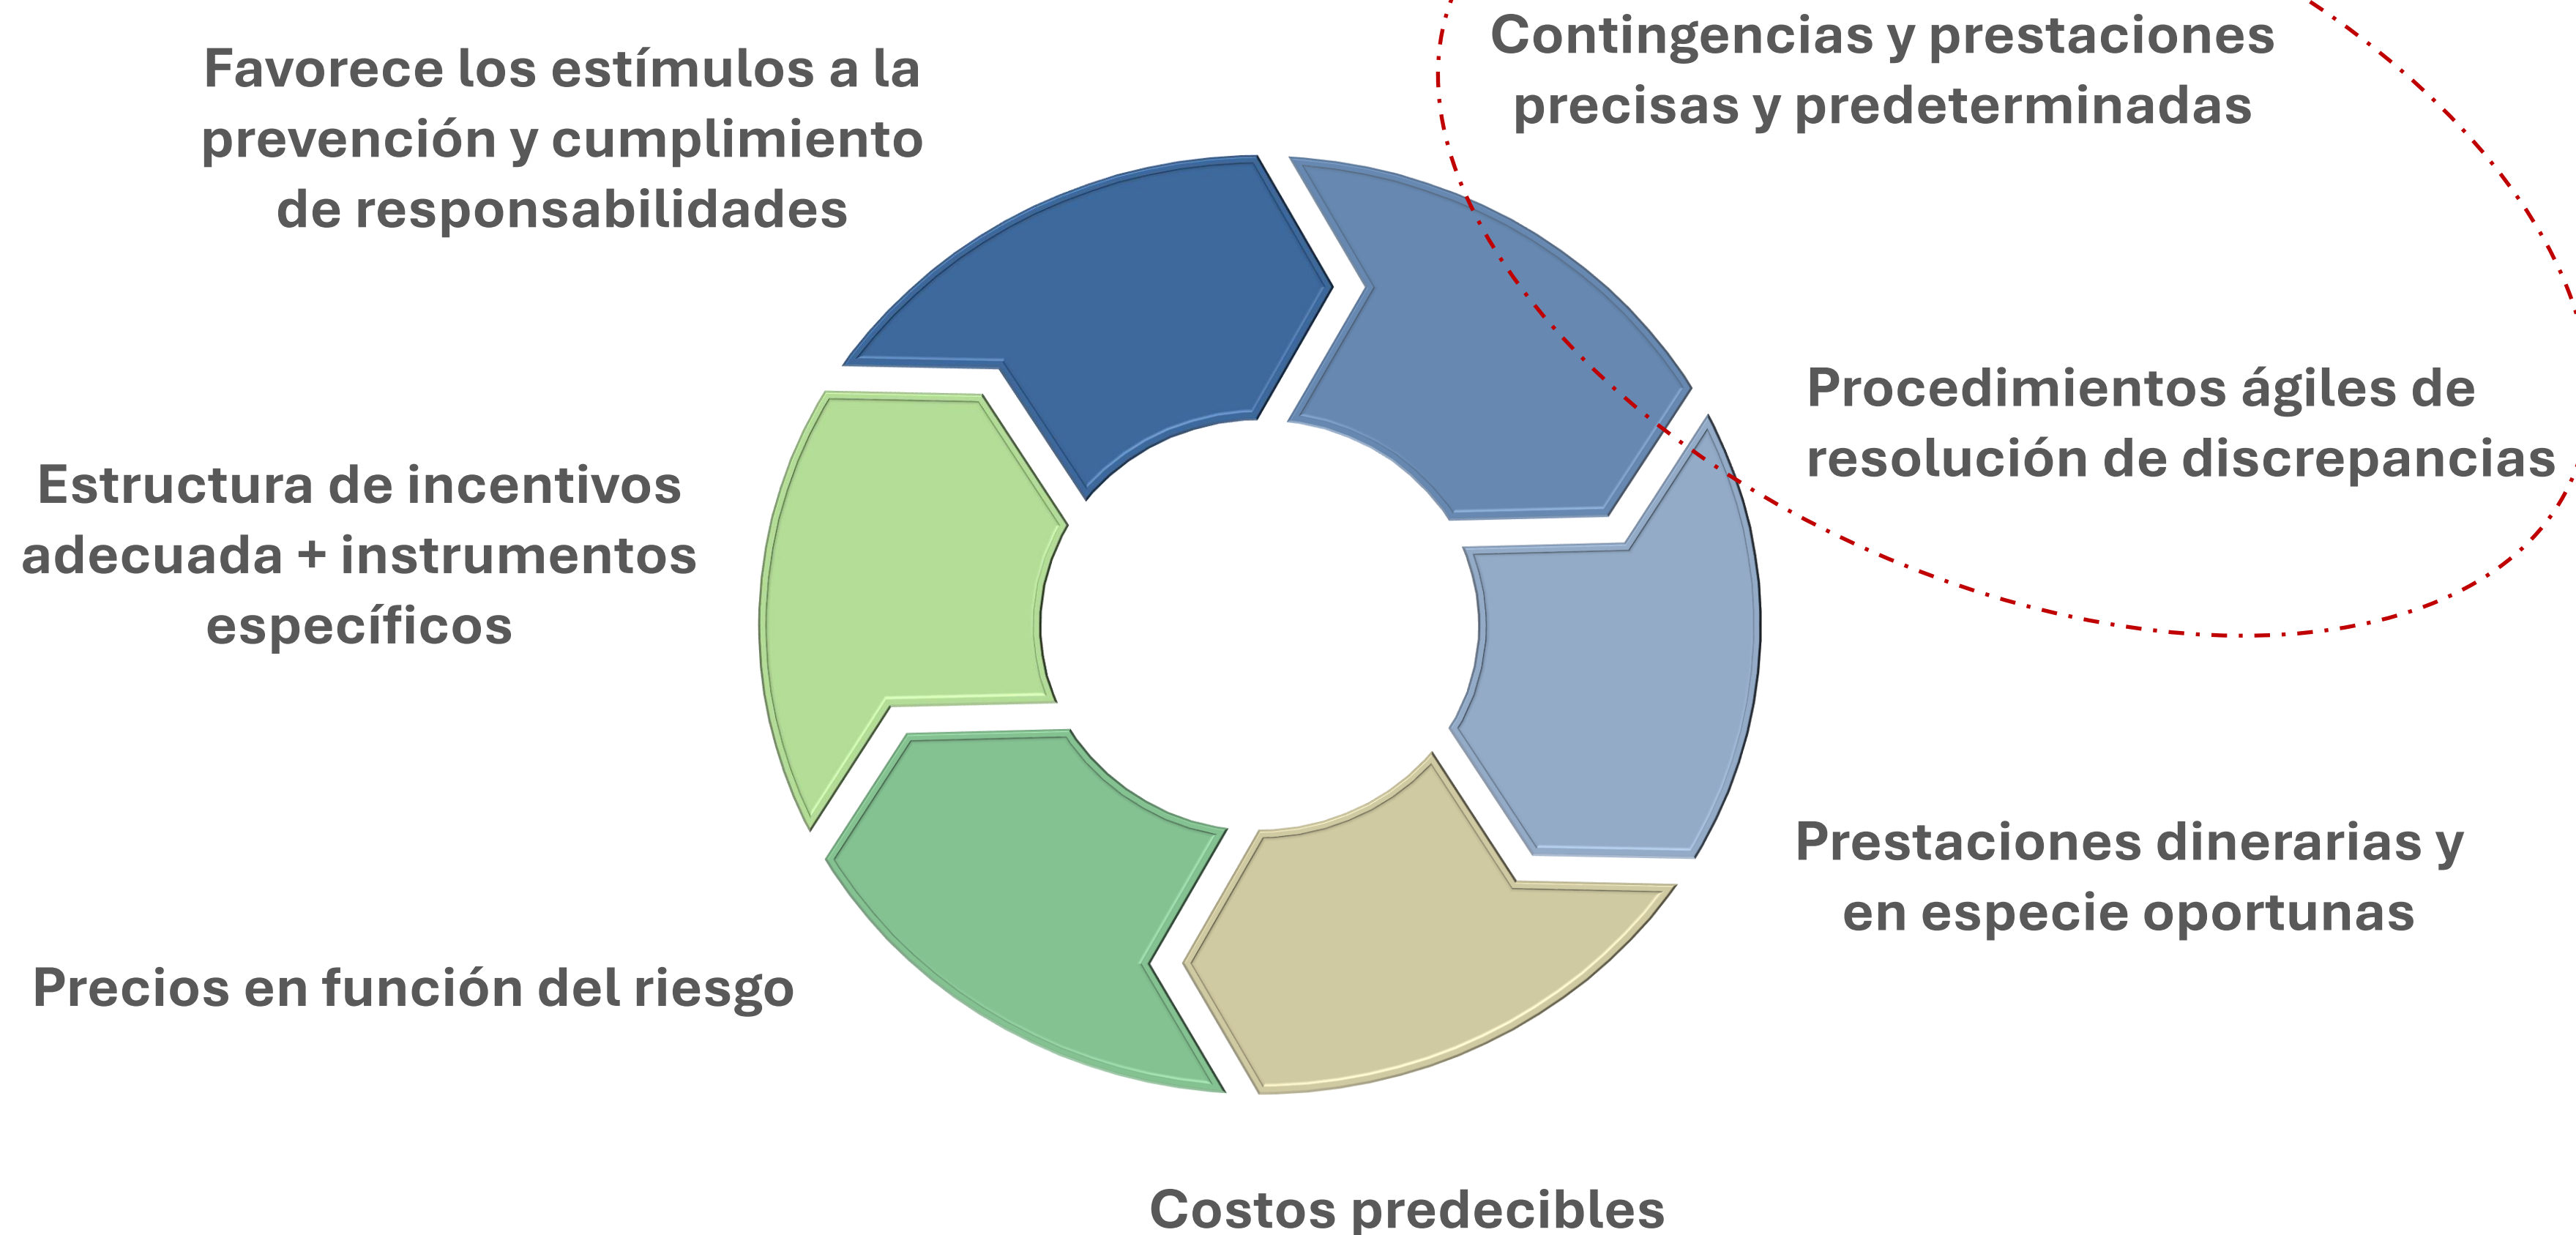 Contingencias y prestaciones
precisas y predeterminadas
Procedimientos ágiles de
resolución de discrepancias
Prestaciones dinerarias y
en especie oportunas
Costos predecibles
Precios en función del riesgo
Estructura de incentivos
adecuada + instrumentos
específicos
Favorece los estímulos a la
prevención y cumplimiento
de responsabilidades